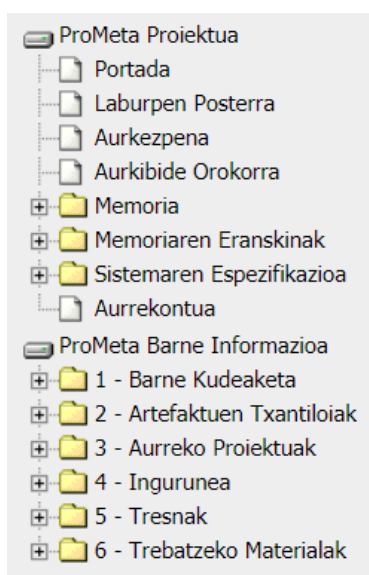 ProMeta Proiektua
Portada
Laburpen Posterra
Aurkezpena
Aurkibide Orokorra
Memoria
Memoriaren Eranskinak
Sistemaren Espezifikazioa
Aurrekontua
ProMeta Barne Informazioa
1 - Barne Kudeaketa
2 - Artefaktuen Txantiloiak
3 - Aurreko Proiektuak
4 - Ingurunea
5 - Tresnak
6 - Trebatzeko Materialak